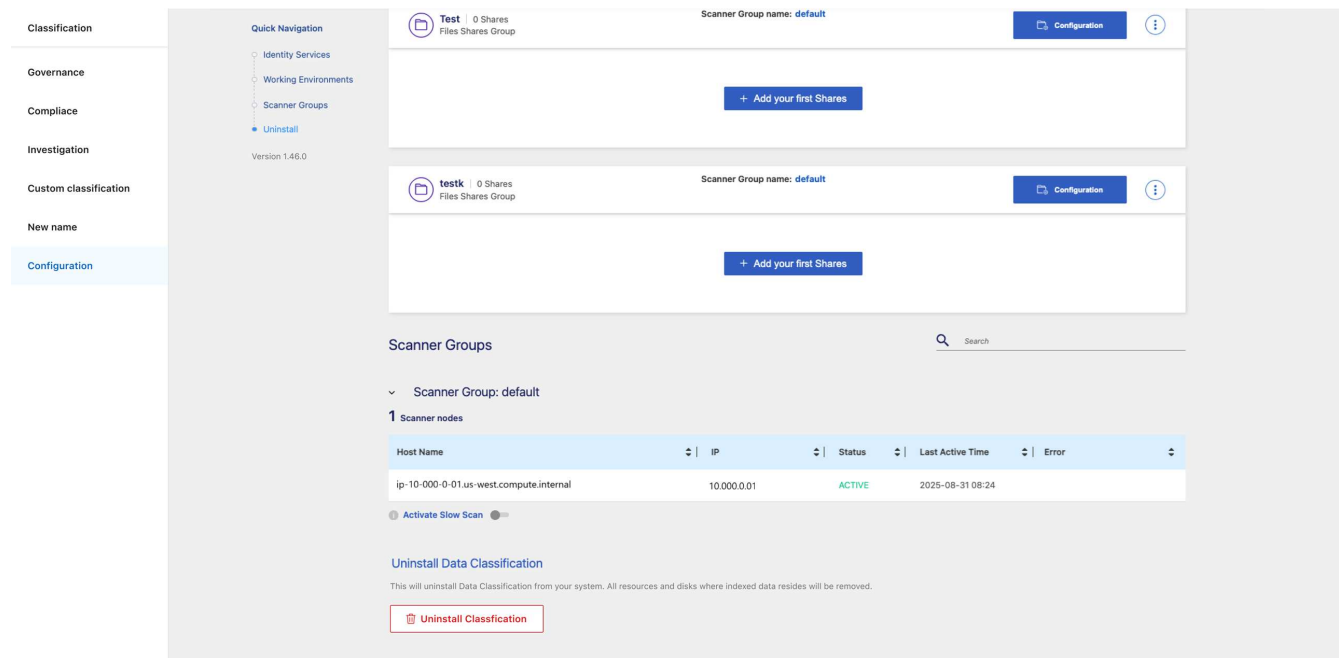 Classification
Governance
Compliace
Investigation
Custom classification
New name
Configuration
Quick Navigation
Identity Services
Working Environments
Scanner Groups
Uninstall
Version 1.46.0
Test | 0 Shares
Files Shares Group
Scanner Group name: default
Configuration
+ Add your first Shares
testk | 0 Shares
Files Shares Group
Scanner Group name: default
Configuration
+ Add your first Shares
Scanner Groups
Search
Scanner Group: default
1 Scanner nodes
Host Name IP Status Last Active Time Error
ip-10-000-0-01.us-west.compute.internal 10.000.0.01 ACTIVE 2025-08-31 08:24
Activate Slow Scan
Uninstall Data Classification
This will uninstall Data Classification from your system. All resources and disks where indexed data resides will be removed.
Uninstall Classfication